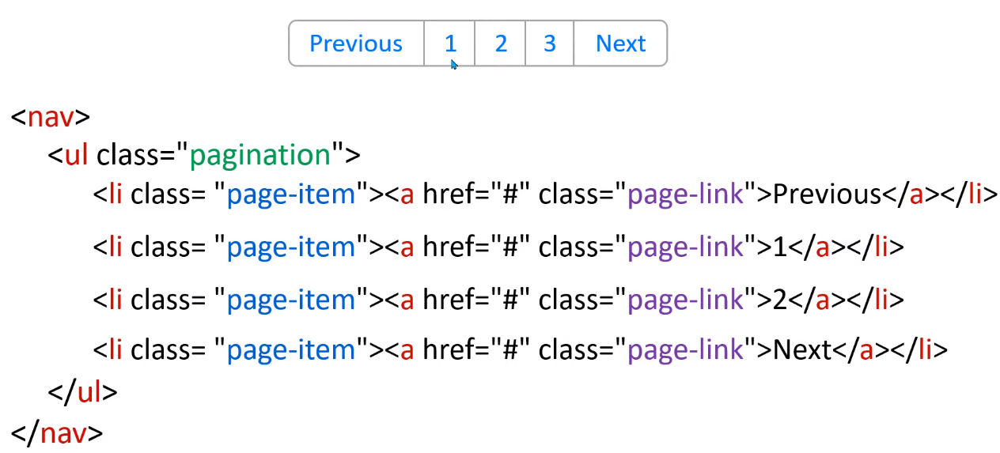 Previous 1 2 3 Next
<nav>
<ul class="pagination">
<li class= "page-item"><a href="#" class="page-link">Previous</a></li>
<li class= "page-item"><a href="#" class="page-link">1</a></li>
<li class= "page-item"><a href="#" class="page-link">2</a></li>
<li class= "page-item"><a href="#" class="page-link">Next</a></li>
</ul>
</nav>